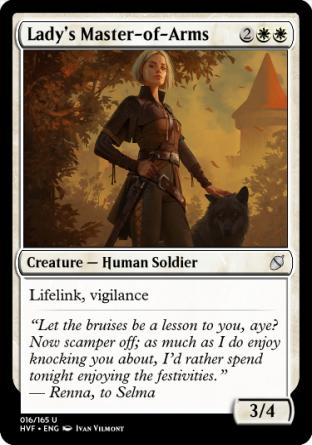 Lady's Master-of-Arms 2
Creature — Human Soldier
Lifelink, vigilance
"Let the bruises be a lesson to you, aye?
Now scamper off; as much as I do enjoy
knocking you about, I'd rather spend
tonight enjoying the festivities."
— Renna, to Selma
3/4
016/165 U
HVF • ENG Ivan Vilmont